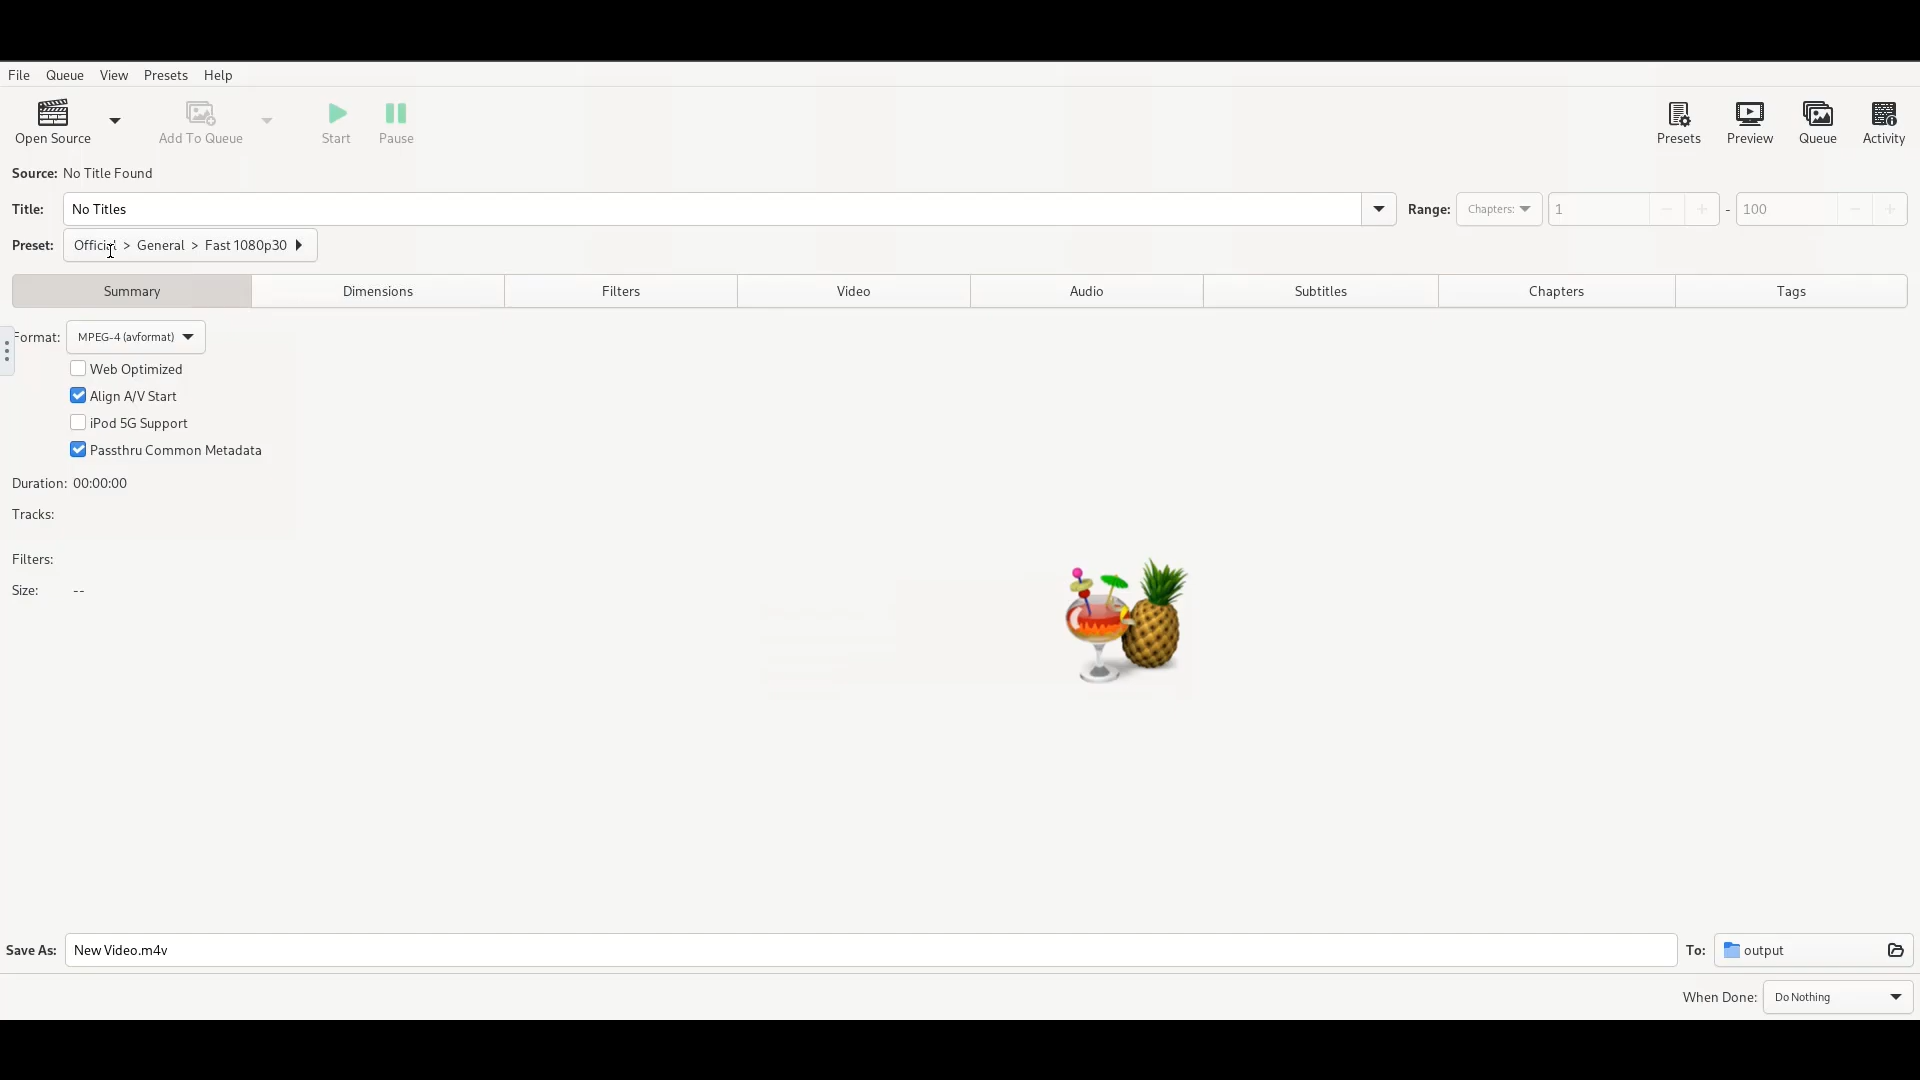 File Queue View Presets Help
Open Source Add To Queue Start Pause Presets Preview Queue Activity
Source: No Title Found
Title: No Titles Range: Chapters: 1 - 100
Preset: Official > General > Fast 1080p30
Summary Dimensions Filters Video Audio Subtitles Chapters Tags
Format: MPEG-4 (avformat)
Web Optimized
Align A/V Start
iPod 5G Support
Passthru Common Metadata
Duration: 00:00:00
Tracks:
Filters:
Size: --
Save As: New Video.m4v To: output
When Done: Do Nothing